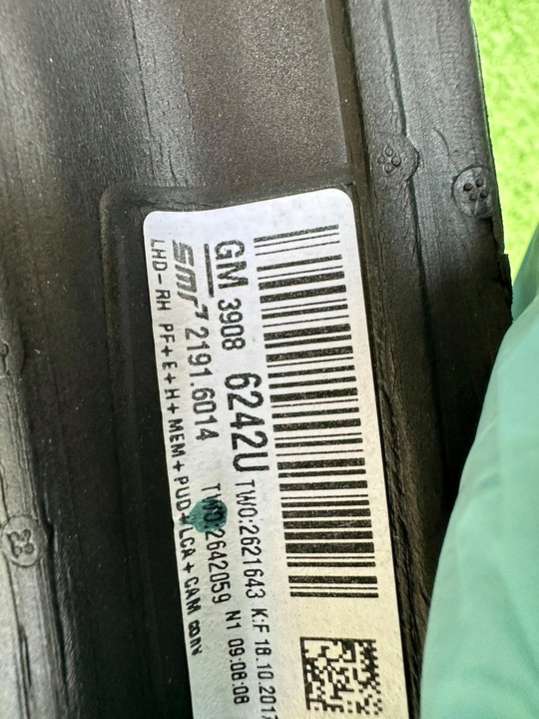 GM 3908 6242U
TWO:2621643 K:F 18.10.2017
SMR 2191.6014
TWO:2642059 N1 09:08:08
LHD-RH PF+E+H+MEM+PUD+LCA+CAM